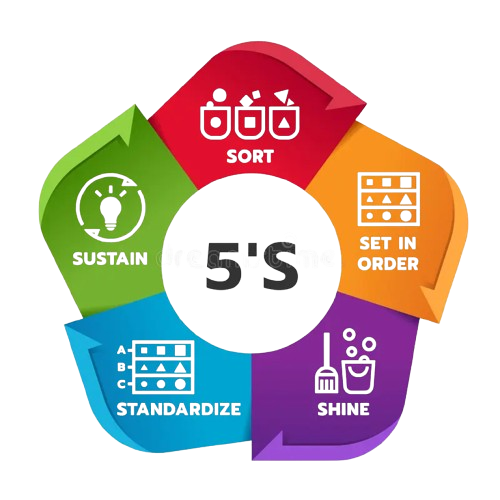 SORT
SET IN
ORDER
SHINE
A
B
C
STANDARDIZE
SUSTAIN
5'S